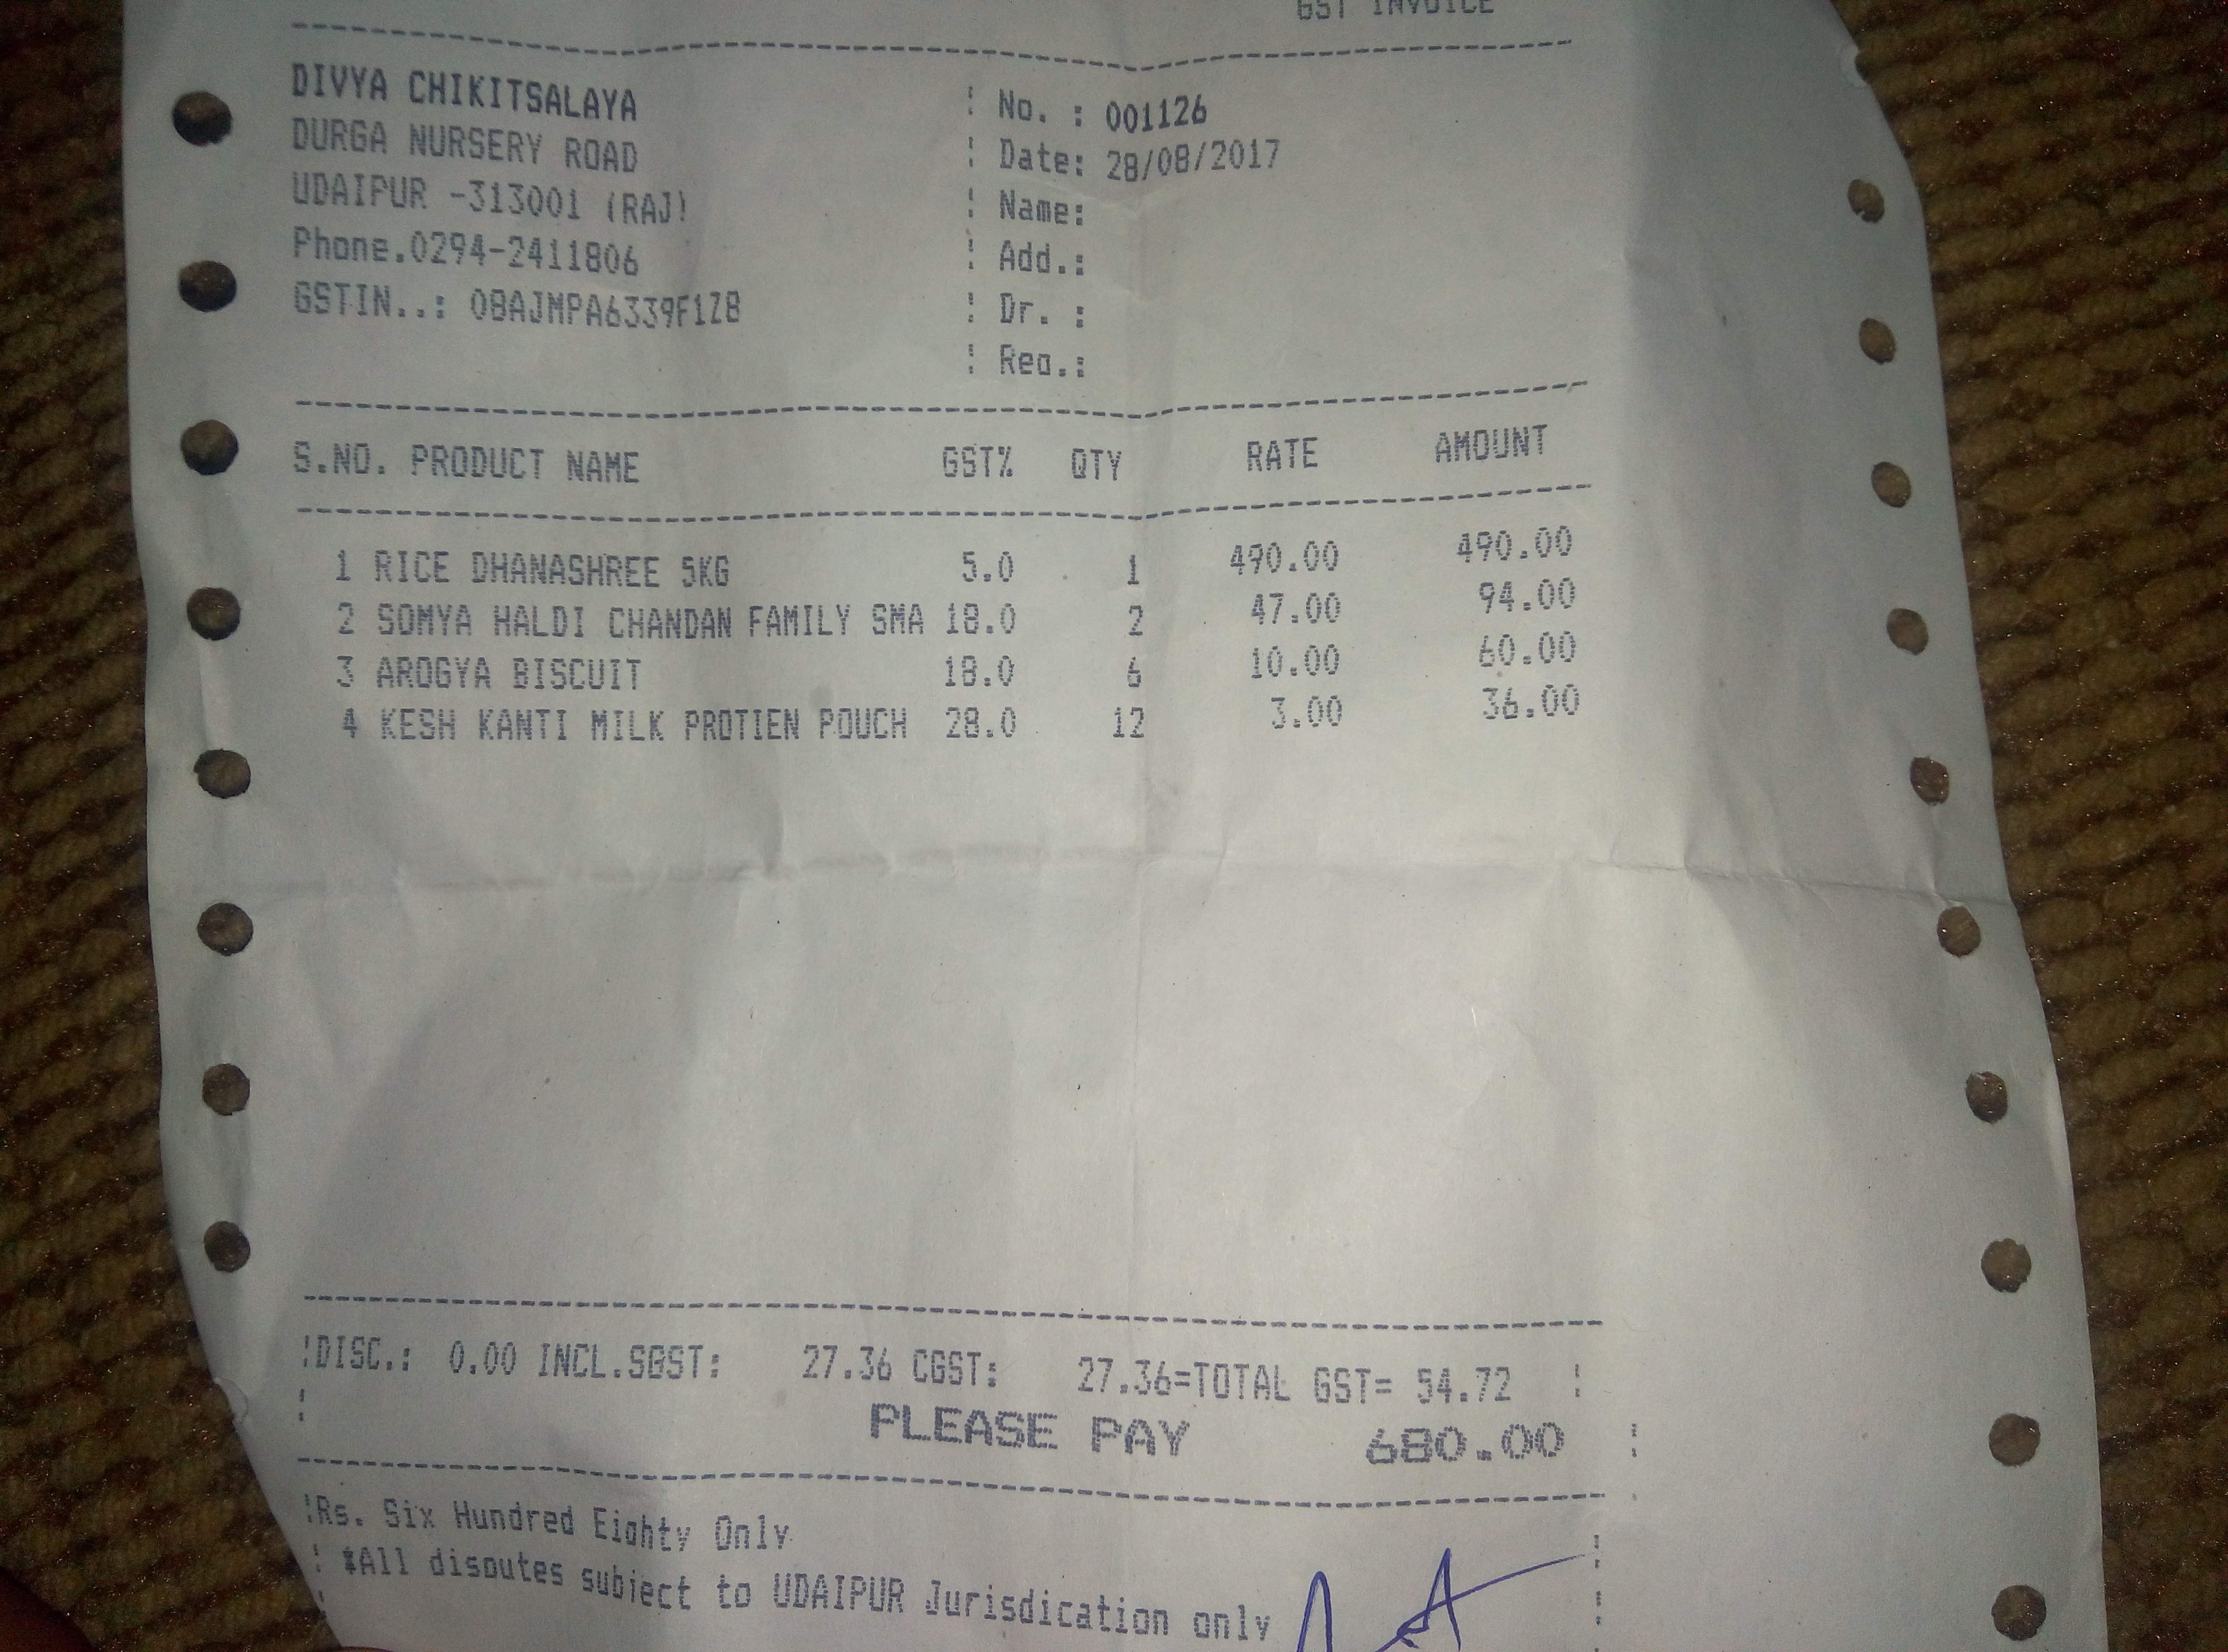 GST INVOICE
DIVYA CHIKITSALAYA : No. : 001126
DURGA NURSERY ROAD : Date: 28/08/2017
UDAIPUR -313001 (RAJ) : Name:
Phone.0294-2411806 : Add.:
GSTIN..: 08AJMPA6339F1Z8 : Dr. :
: Reg.:
S.NO. PRODUCT NAME GST% QTY RATE AMOUNT
1 RICE DHANASHREE 5KG 5.0 1 490.00 490.00
2 SOMYA HALDI CHANDAN FAMILY SMA 18.0 2 47.00 94.00
3 AROGYA BISCUIT 18.0 6 10.00 60.00
4 KESH KANTI MILK PROTIEN POUCH 28.0 12 3.00 36.00
:DISC.: 0.00 INCL.SGST: 27.36 CGST: 27.36=TOTAL GST= 54.72 :
: PLEASE PAY 680.00 :
:Rs. Six Hundred Eighty Only
: *All disputes subject to UDAIPUR Jurisdication only